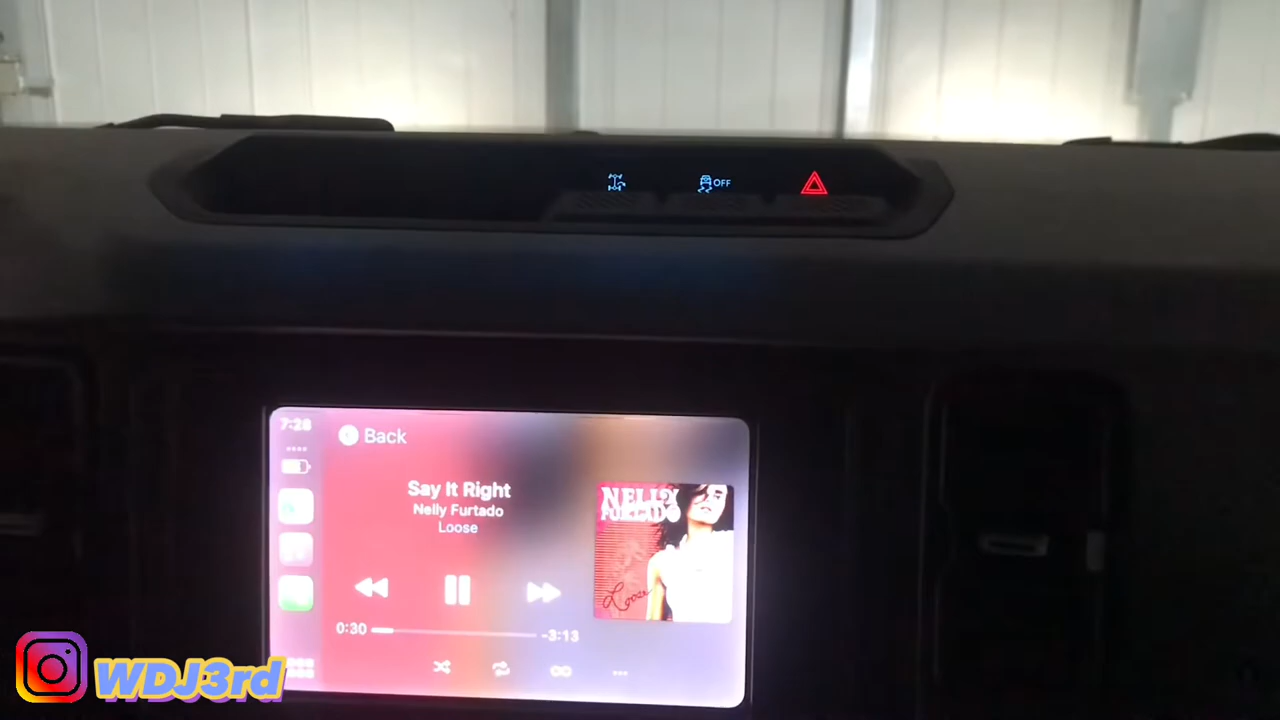 OFF
7:28
Back
Say It Right
Nelly Furtado
Loose
NELLY
FURTADO
Loose
0:30
-3:13
WDJ3rd